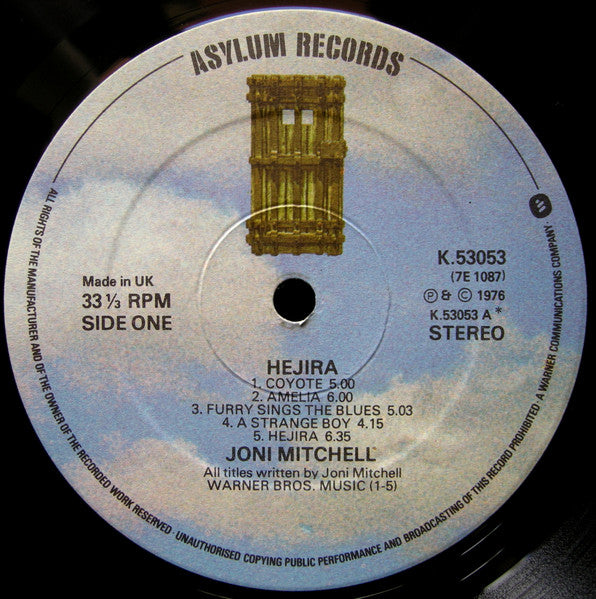 ASYLUM RECORDS
K.53053
(7E 1087)
Ⓟ & © 1976
K.53053 A*
STEREO
Made in UK
33 ⅓ RPM
SIDE ONE
HEJIRA
1. COYOTE 5.00
2. AMELIA 6.00
3. FURRY SINGS THE BLUES 5.03
4. A STRANGE BOY 4.15
5. HEJIRA 6.35
JONI MITCHELL
All titles written by Joni Mitchell
WARNER BROS. MUSIC (1-5)
ALL RIGHTS OF THE MANUFACTURER AND OF THE OWNER OF THE RECORDED WORK RESERVED · UNAUTHORISED COPYING PUBLIC PERFORMANCE AND BROADCASTING OF THIS RECORD PROHIBITED · A WARNER COMMUNICATIONS COMPANY